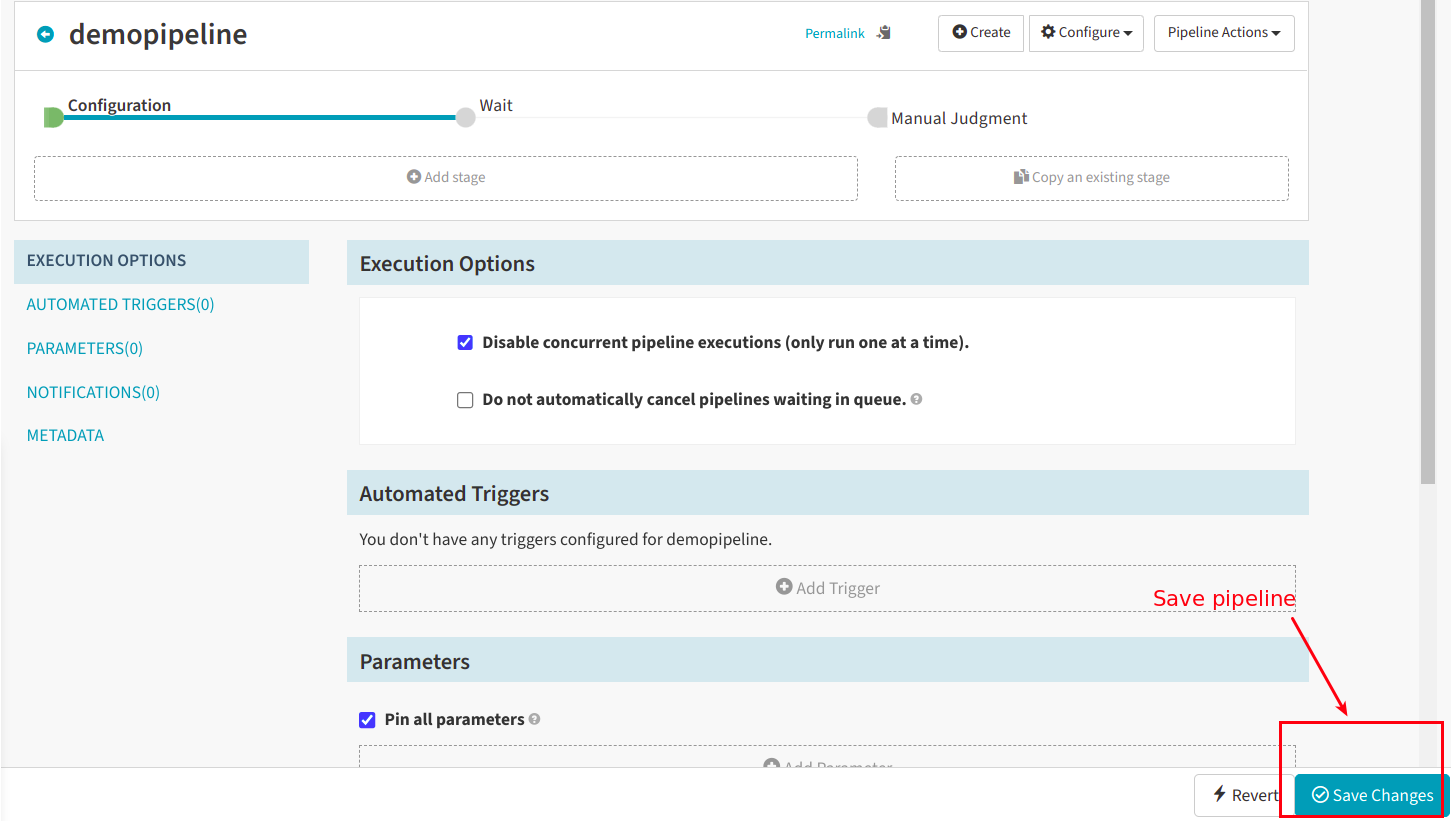 demopipeline
Permalink
Create
Configure
Pipeline Actions
Configuration
Wait
Manual Judgment
Add stage
Copy an existing stage
EXECUTION OPTIONS
AUTOMATED TRIGGERS(0)
PARAMETERS(0)
NOTIFICATIONS(0)
METADATA
Execution Options
Disable concurrent pipeline executions (only run one at a time).
Do not automatically cancel pipelines waiting in queue.
Automated Triggers
You don't have any triggers configured for demopipeline.
Add Trigger
Save pipeline
Parameters
Pin all parameters
Add Parameter
Revert
Save Changes